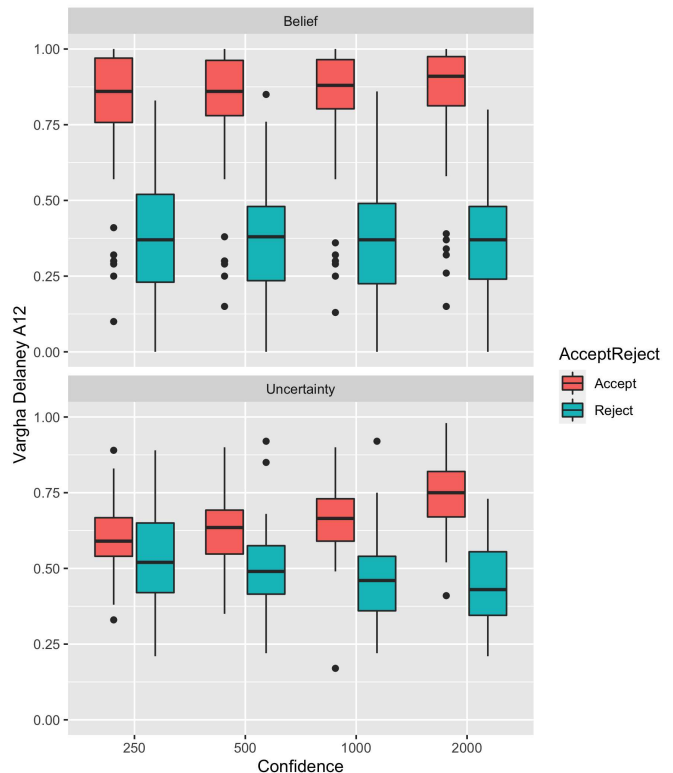 Belief
1.00
0.75
0.50
0.25
0.00
Vargha Delaney A12
Uncertainty
1.00
0.75
0.50
0.25
0.00
250 500 1000 2000
Confidence
AcceptReject
Accept
Reject